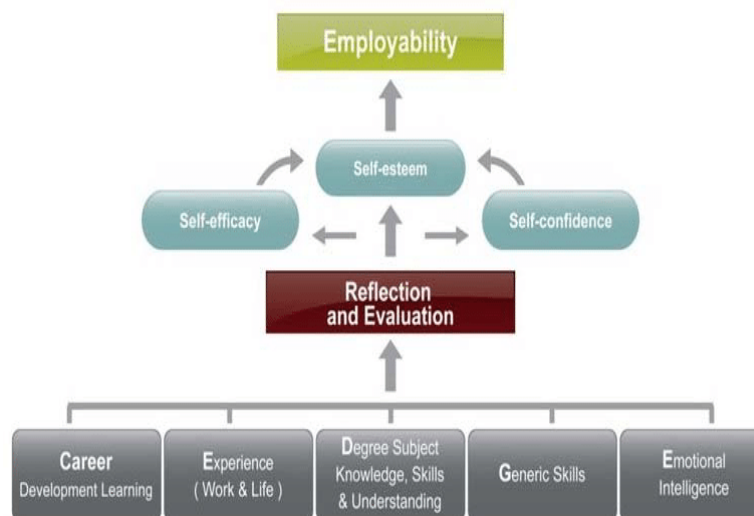 Employability
Self-esteem
Self-efficacy
Self-confidence
Reflection
and Evaluation
Career
Development Learning
Experience
( Work & Life )
Degree Subject
Knowledge, Skills
& Understanding
Generic Skills
Emotional
Intelligence